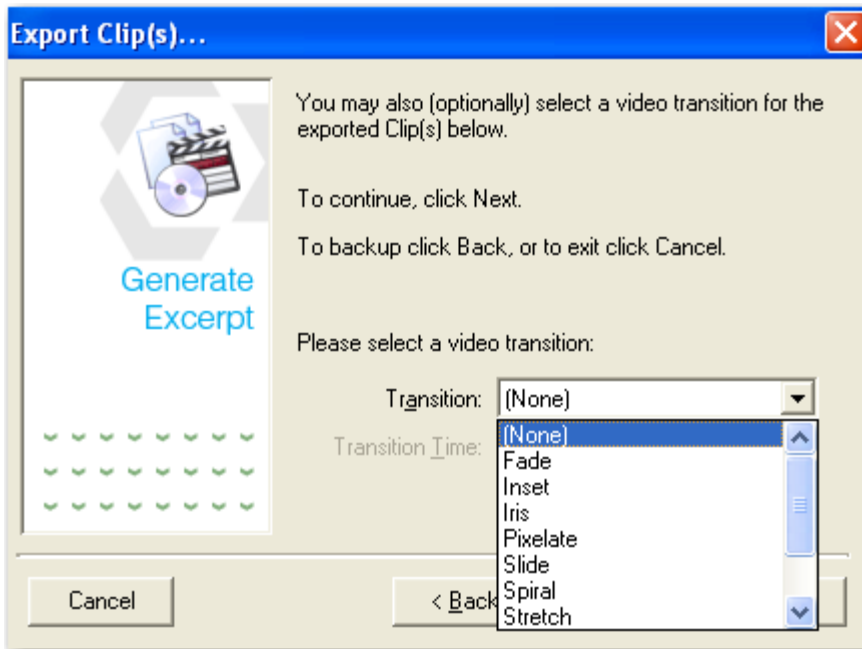 Export Clip(s)...
You may also (optionally) select a video transition for the
exported Clip(s) below.
To continue, click Next.
To backup click Back, or to exit click Cancel.
Generate
Excerpt
Please select a video transition:
Transition: (None)
Transition Time:
(None)
Fade
Inset
Iris
Pixelate
Slide
Spiral
Stretch
Cancel
< Back